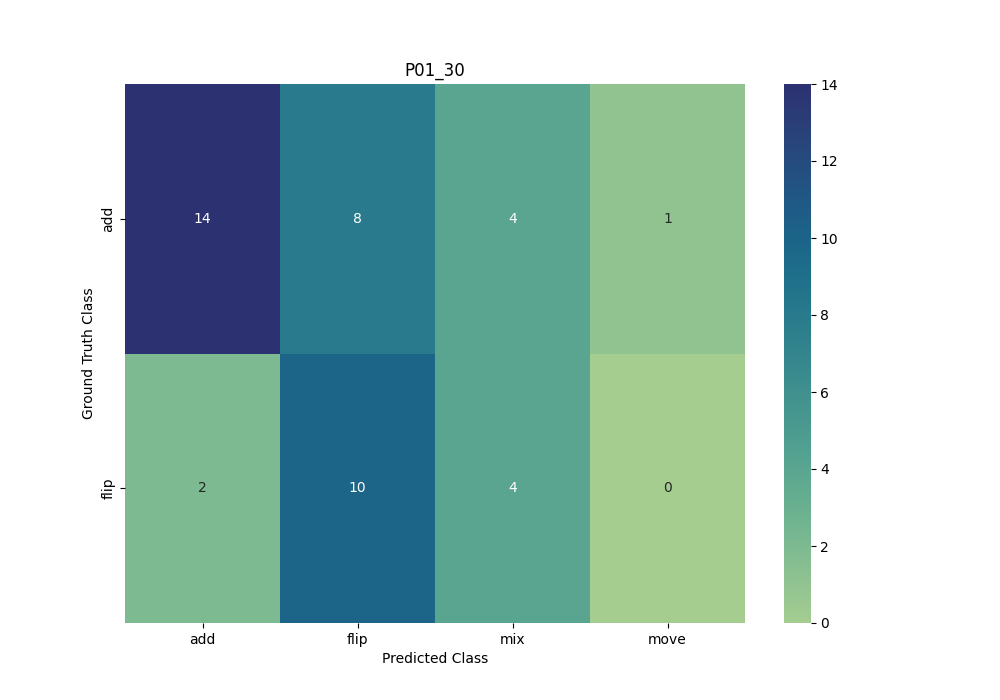 P01_30
Ground Truth Class
add
14 8 4 1
flip
2 10 4 0
add flip mix move
Predicted Class
14
12
10
8
6
4
2
0